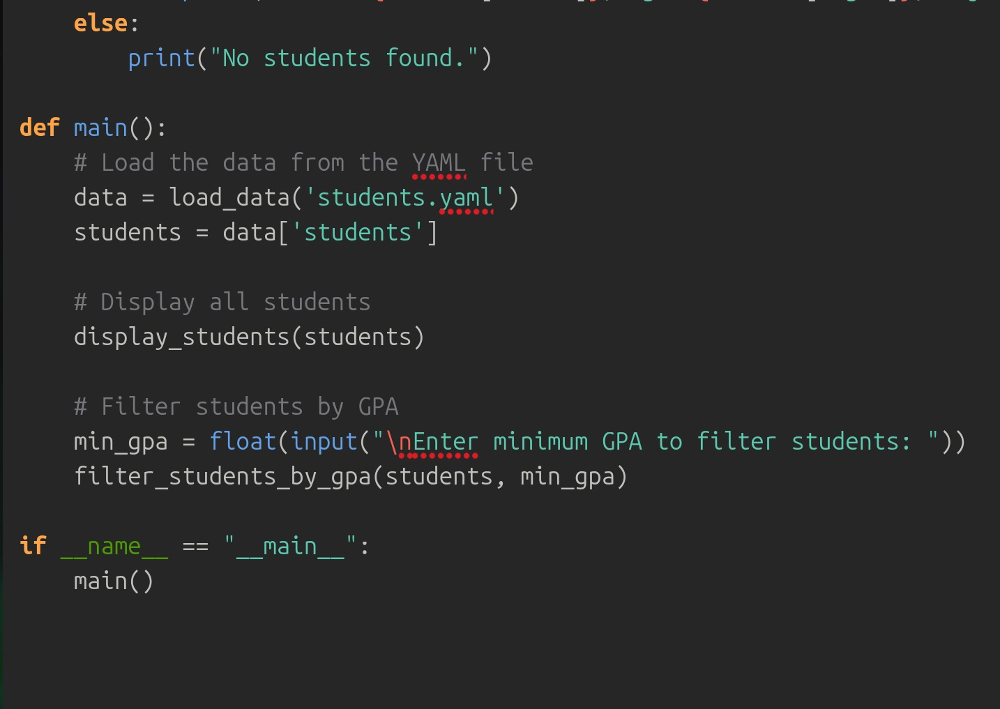 else:
print("No students found.")
def main():
# Load the data from the YAML file
data = load_data('students.yaml')
students = data['students']
# Display all students
display_students(students)
# Filter students by GPA
min_gpa = float(input("\nEnter minimum GPA to filter students: "))
filter_students_by_gpa(students, min_gpa)
if __name__ == "__main__":
main()